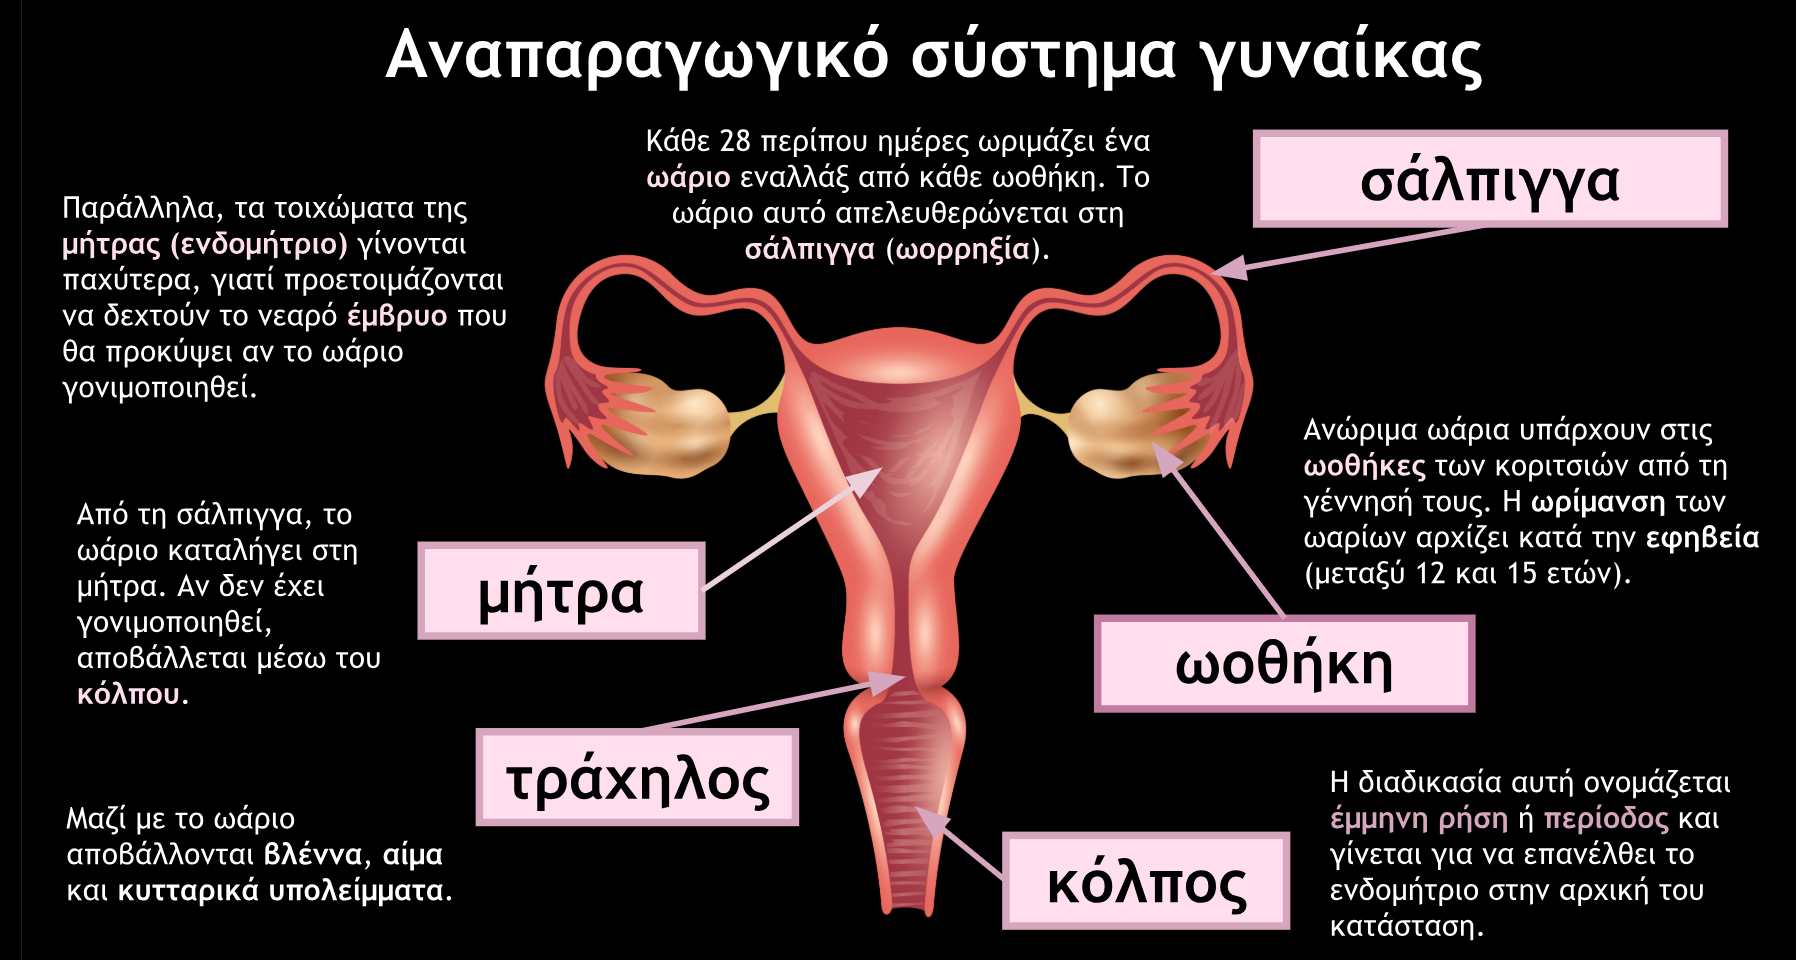 Αναπαραγωγικό σύστημα γυναίκας
Κάθε 28 περίπου ημέρες ωριμάζει ένα
ωάριο εναλλάξ από κάθε ωοθήκη. Το
ωάριο αυτό απελευθερώνεται στη
σάλπιγγα (ωορρηξία).
σάλπιγγα
Παράλληλα, τα τοιχώματα της
μήτρας (ενδομήτριο) γίνονται
παχύτερα, γιατί προετοιμάζονται
να δεχτούν το νεαρό έμβρυο που
θα προκύψει αν το ωάριο
γονιμοποιηθεί.
Ανώριμα ωάρια υπάρχουν στις
ωοθήκες των κοριτσιών από τη
γέννησή τους. Η ωρίμανση των
ωαρίων αρχίζει κατά την εφηβεία
(μεταξύ 12 και 15 ετών).
Από τη σάλπιγγα, το
ωάριο καταλήγει στη
μήτρα. Αν δεν έχει
γονιμοποιηθεί,
αποβάλλεται μέσω του
κόλπου.
μήτρα
ωοθήκη
τράχηλος
Μαζί με το ωάριο
αποβάλλονται βλέννα, αίμα
και κυτταρικά υπολείμματα.
κόλπος
Η διαδικασία αυτή ονομάζεται
έμμηνη ρήση ή περίοδος και
γίνεται για να επανέλθει το
ενδομήτριο στην αρχική του
κατάσταση.